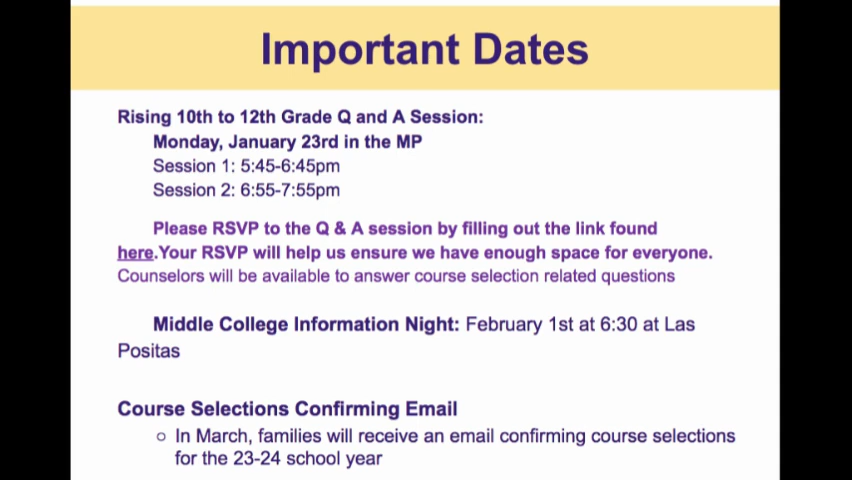 Important Dates
Rising 10th to 12th Grade Q and A Session:
Monday, January 23rd in the MP
Session 1: 5:45-6:45pm
Session 2: 6:55-7:55pm
Please RSVP to the Q & A session by filling out the link found
here.Your RSVP will help us ensure we have enough space for everyone.
Counselors will be available to answer course selection related questions
Middle College Information Night: February 1st at 6:30 at Las
Positas
Course Selections Confirming Email
○ In March, families will receive an email confirming course selections
for the 23-24 school year